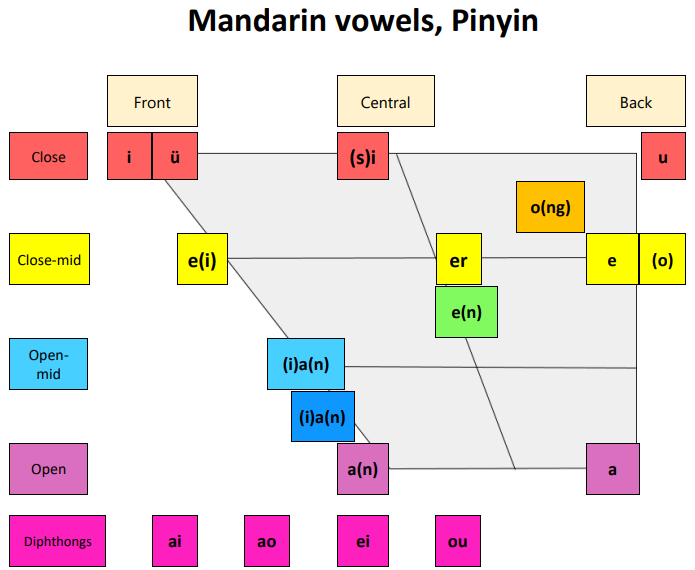 Mandarin vowels, Pinyin
Front Central Back
Close i ü (s)i u
o(ng)
Close-mid e(i) er e (o)
e(n)
Open-
mid
(i)a(n)
(i)a(n)
Open a(n) a
Diphthongs ai ao ei ou